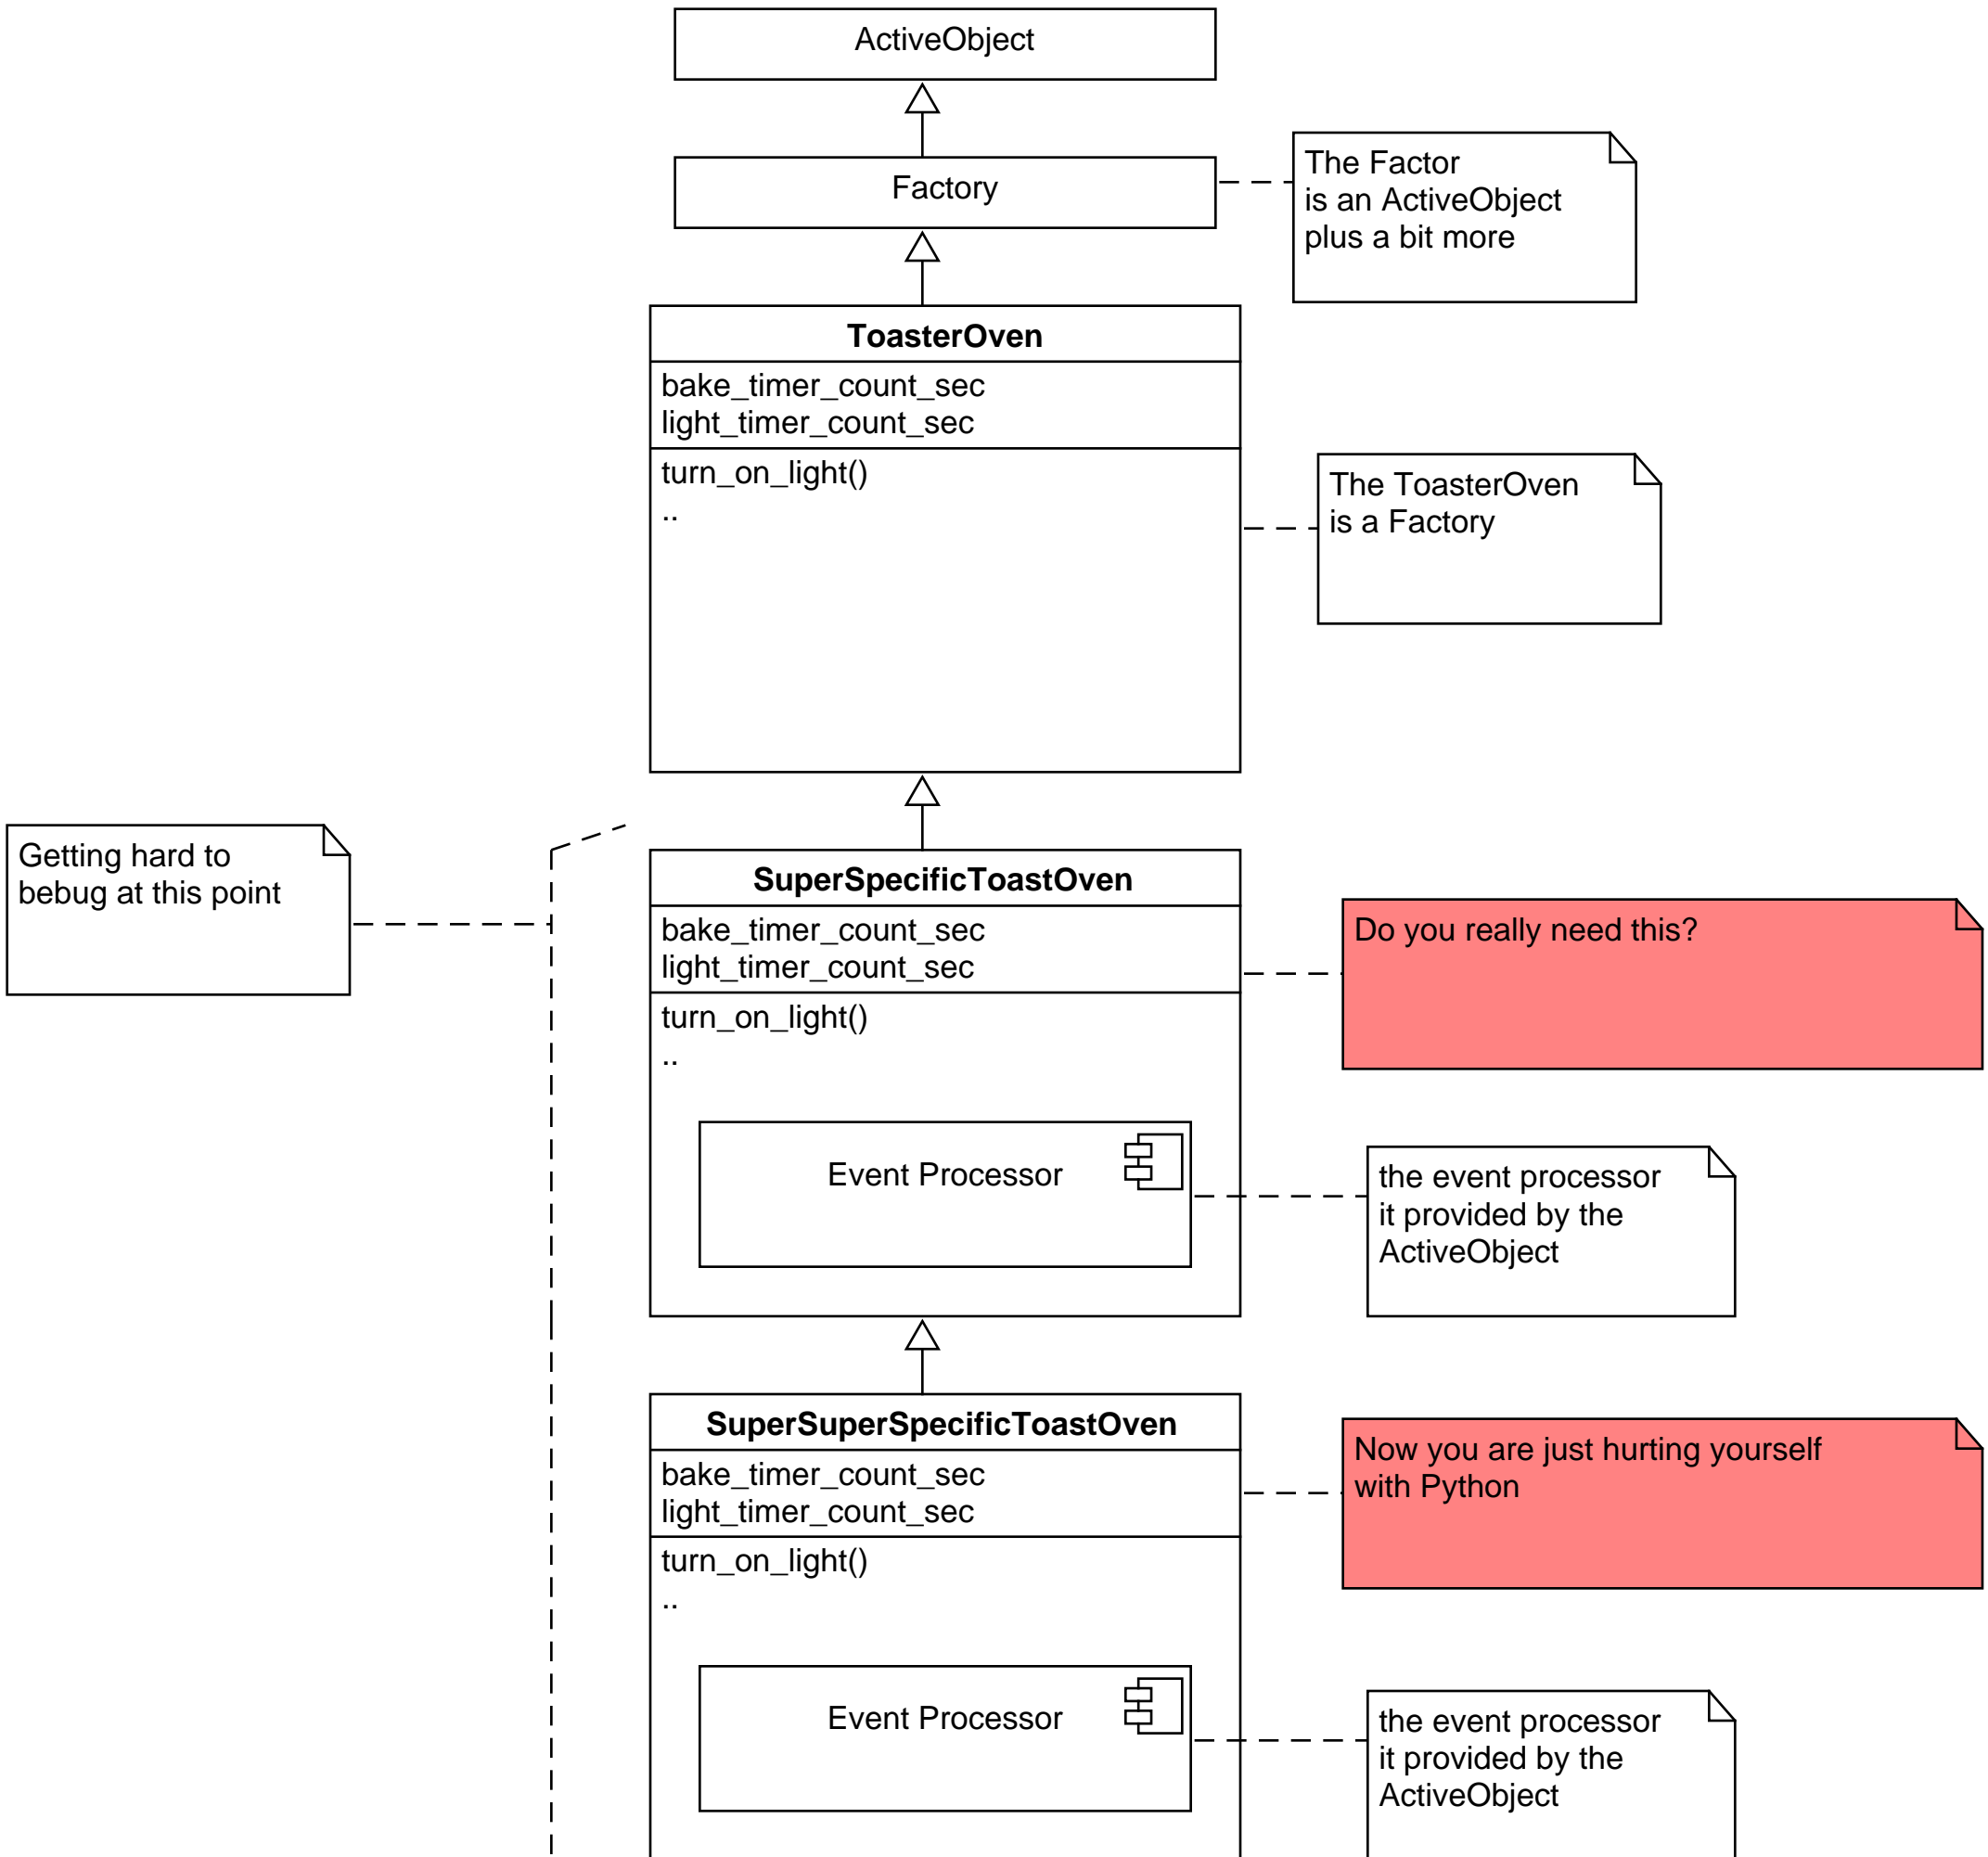 ActiveObject
Factory
The Factor
is an ActiveObject
plus a bit more
ToasterOven
bake_timer_count_sec
light_timer_count_sec
turn_on_light()
..
The ToasterOven
is a Factory
Getting hard to
bebug at this point
SuperSpecificToastOven
bake_timer_count_sec
light_timer_count_sec
turn_on_light()
..
Do you really need this?
Event Processor
the event processor
it provided by the
ActiveObject
SuperSuperSpecificToastOven
bake_timer_count_sec
light_timer_count_sec
turn_on_light()
..
Now you are just hurting yourself
with Python
Event Processor
the event processor
it provided by the
ActiveObject